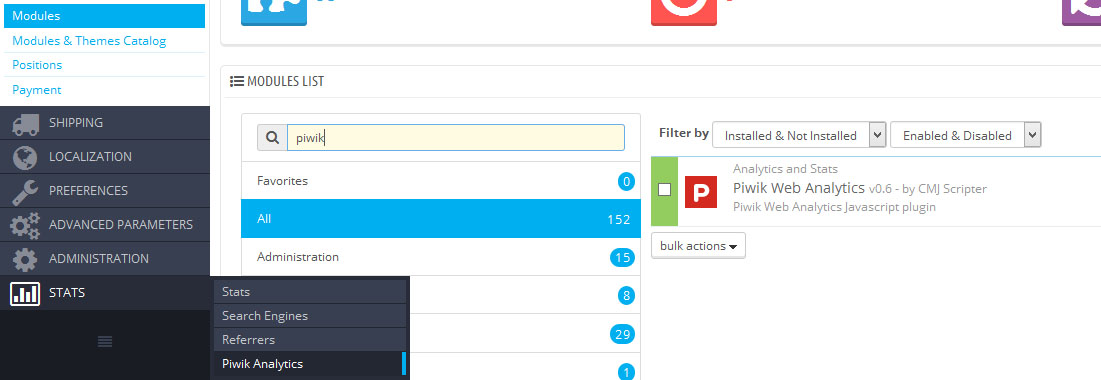 Modules
Modules & Themes Catalog
Positions
Payment
SHIPPING
LOCALIZATION
PREFERENCES
ADVANCED PARAMETERS
ADMINISTRATION
STATS
Stats
Search Engines
Referrers
Piwik Analytics
MODULES LIST
piwik
Favorites 0
All 152
Administration 15
8
29
1
Filter by Installed & Not Installed Enabled & Disabled
Analytics and Stats
P
Piwik Web Analytics v0.6 - by CMJ Scripter
Piwik Web Analytics Javascript plugin
bulk actions